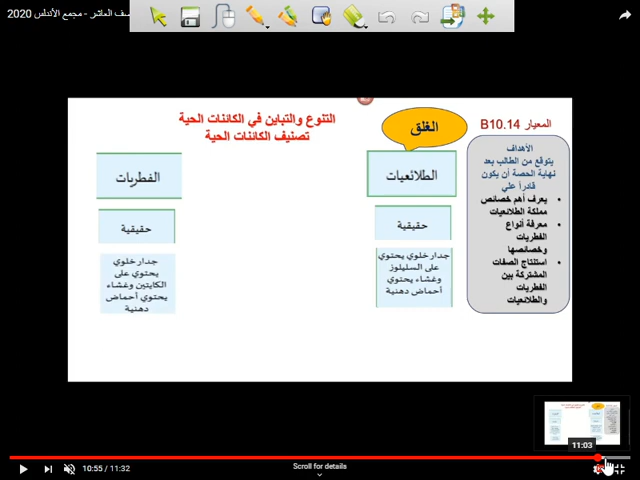 صف العاشر - مجمع الأندلس 2020
التنوع والتباين في الكائنات الحية
تصنيف الكائنات الحية
الغلق
المعيار B10.14
الأهداف
يتوقع من الطالب بعد
نهاية الحصة أن يكون
قادراً علي
• يعرف أهم خصائص
مملكة الطلائعيات
• معرفة أنواع
الفطريات
وخصائصها
• استنتاج الصفات
المشتركة بين
الفطريات
والطلائعيات
الطلائعيات
حقيقية
جدار خلوي يحتوي
على السليلوز
وغشاء يحتوي
أحماض دهنية
الفطريات
حقيقية
جدار خلوي
يحتوي على
الكايتين وغشاء
يحتوي أحماض
دهنية
11:03
10:55 / 11:32
Scroll for details